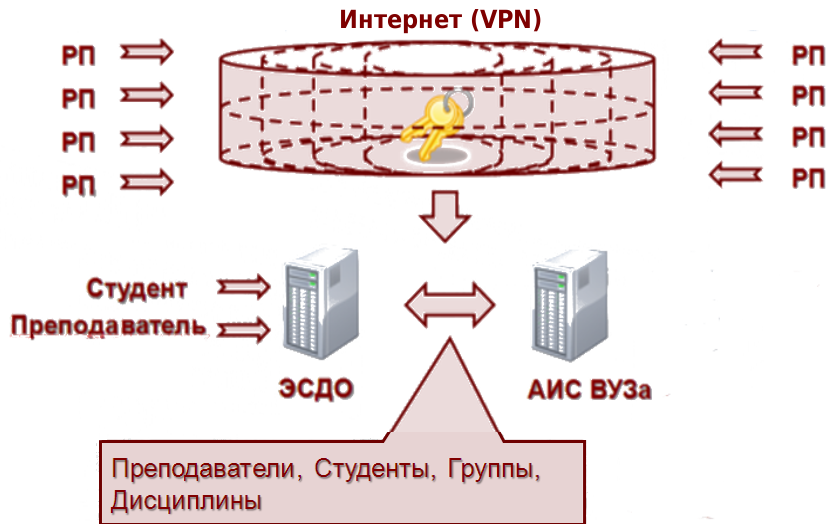 Интернет (VPN)
РП
РП
РП
РП
РП
РП
РП
РП
Студент
Преподаватель
ЭСДО
АИС ВУЗа
Преподаватели, Студенты, Группы,
Дисциплины